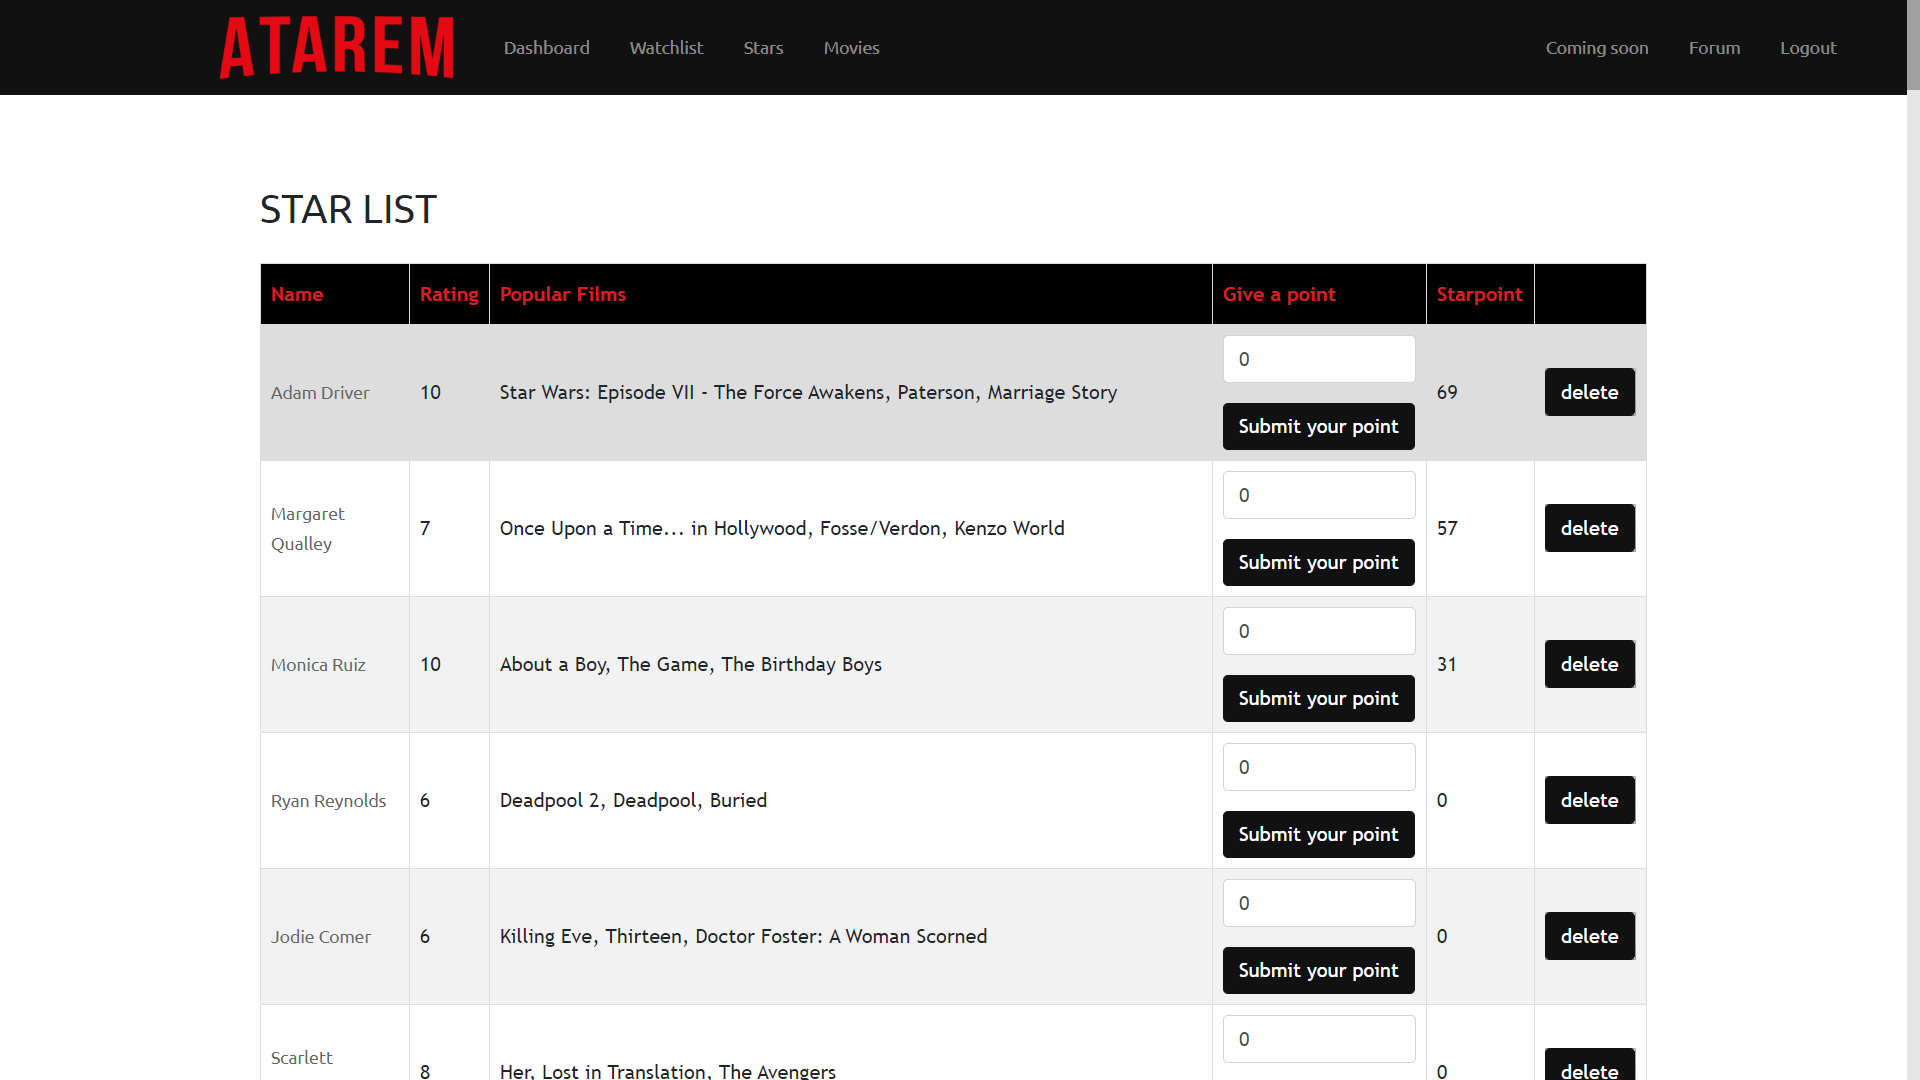 ATAREM
Dashboard Watchlist Stars Movies Coming soon Forum Logout
STAR LIST
Name Rating Popular Films Give a point Starpoint
Adam Driver 10 Star Wars: Episode VII - The Force Awakens, Paterson, Marriage Story 0 Submit your point 69 delete
Margaret Qualley 7 Once Upon a Time... in Hollywood, Fosse/Verdon, Kenzo World 0 Submit your point 57 delete
Monica Ruiz 10 About a Boy, The Game, The Birthday Boys 0 Submit your point 31 delete
Ryan Reynolds 6 Deadpool 2, Deadpool, Buried 0 Submit your point 0 delete
Jodie Comer 6 Killing Eve, Thirteen, Doctor Foster: A Woman Scorned 0 Submit your point 0 delete
Scarlett 8 Her, Lost in Translation, The Avengers 0 0 delete